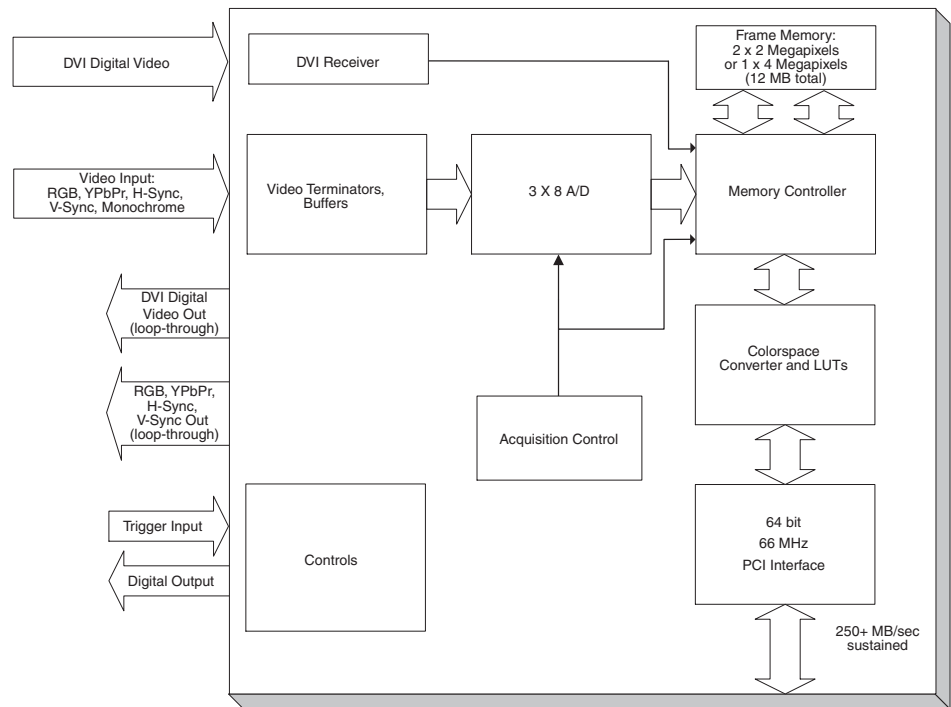 DVI Digital Video
DVI Receiver
Frame Memory:
2 x 2 Megapixels
or 1 x 4 Megapixels
(12 MB total)
Video Input:
RGB, YPbPr, H-Sync,
V-Sync, Monochrome
Video Terminators,
Buffers
3 X 8 A/D
Memory Controller
DVI Digital
Video Out
(loop-through)
RGB, YPbPr,
H-Sync,
V-Sync Out
(loop-through)
Colorspace
Converter and LUTs
Acquisition Control
Trigger Input
Digital Output
Controls
64 bit
66 MHz
PCI Interface
250+ MB/sec
sustained